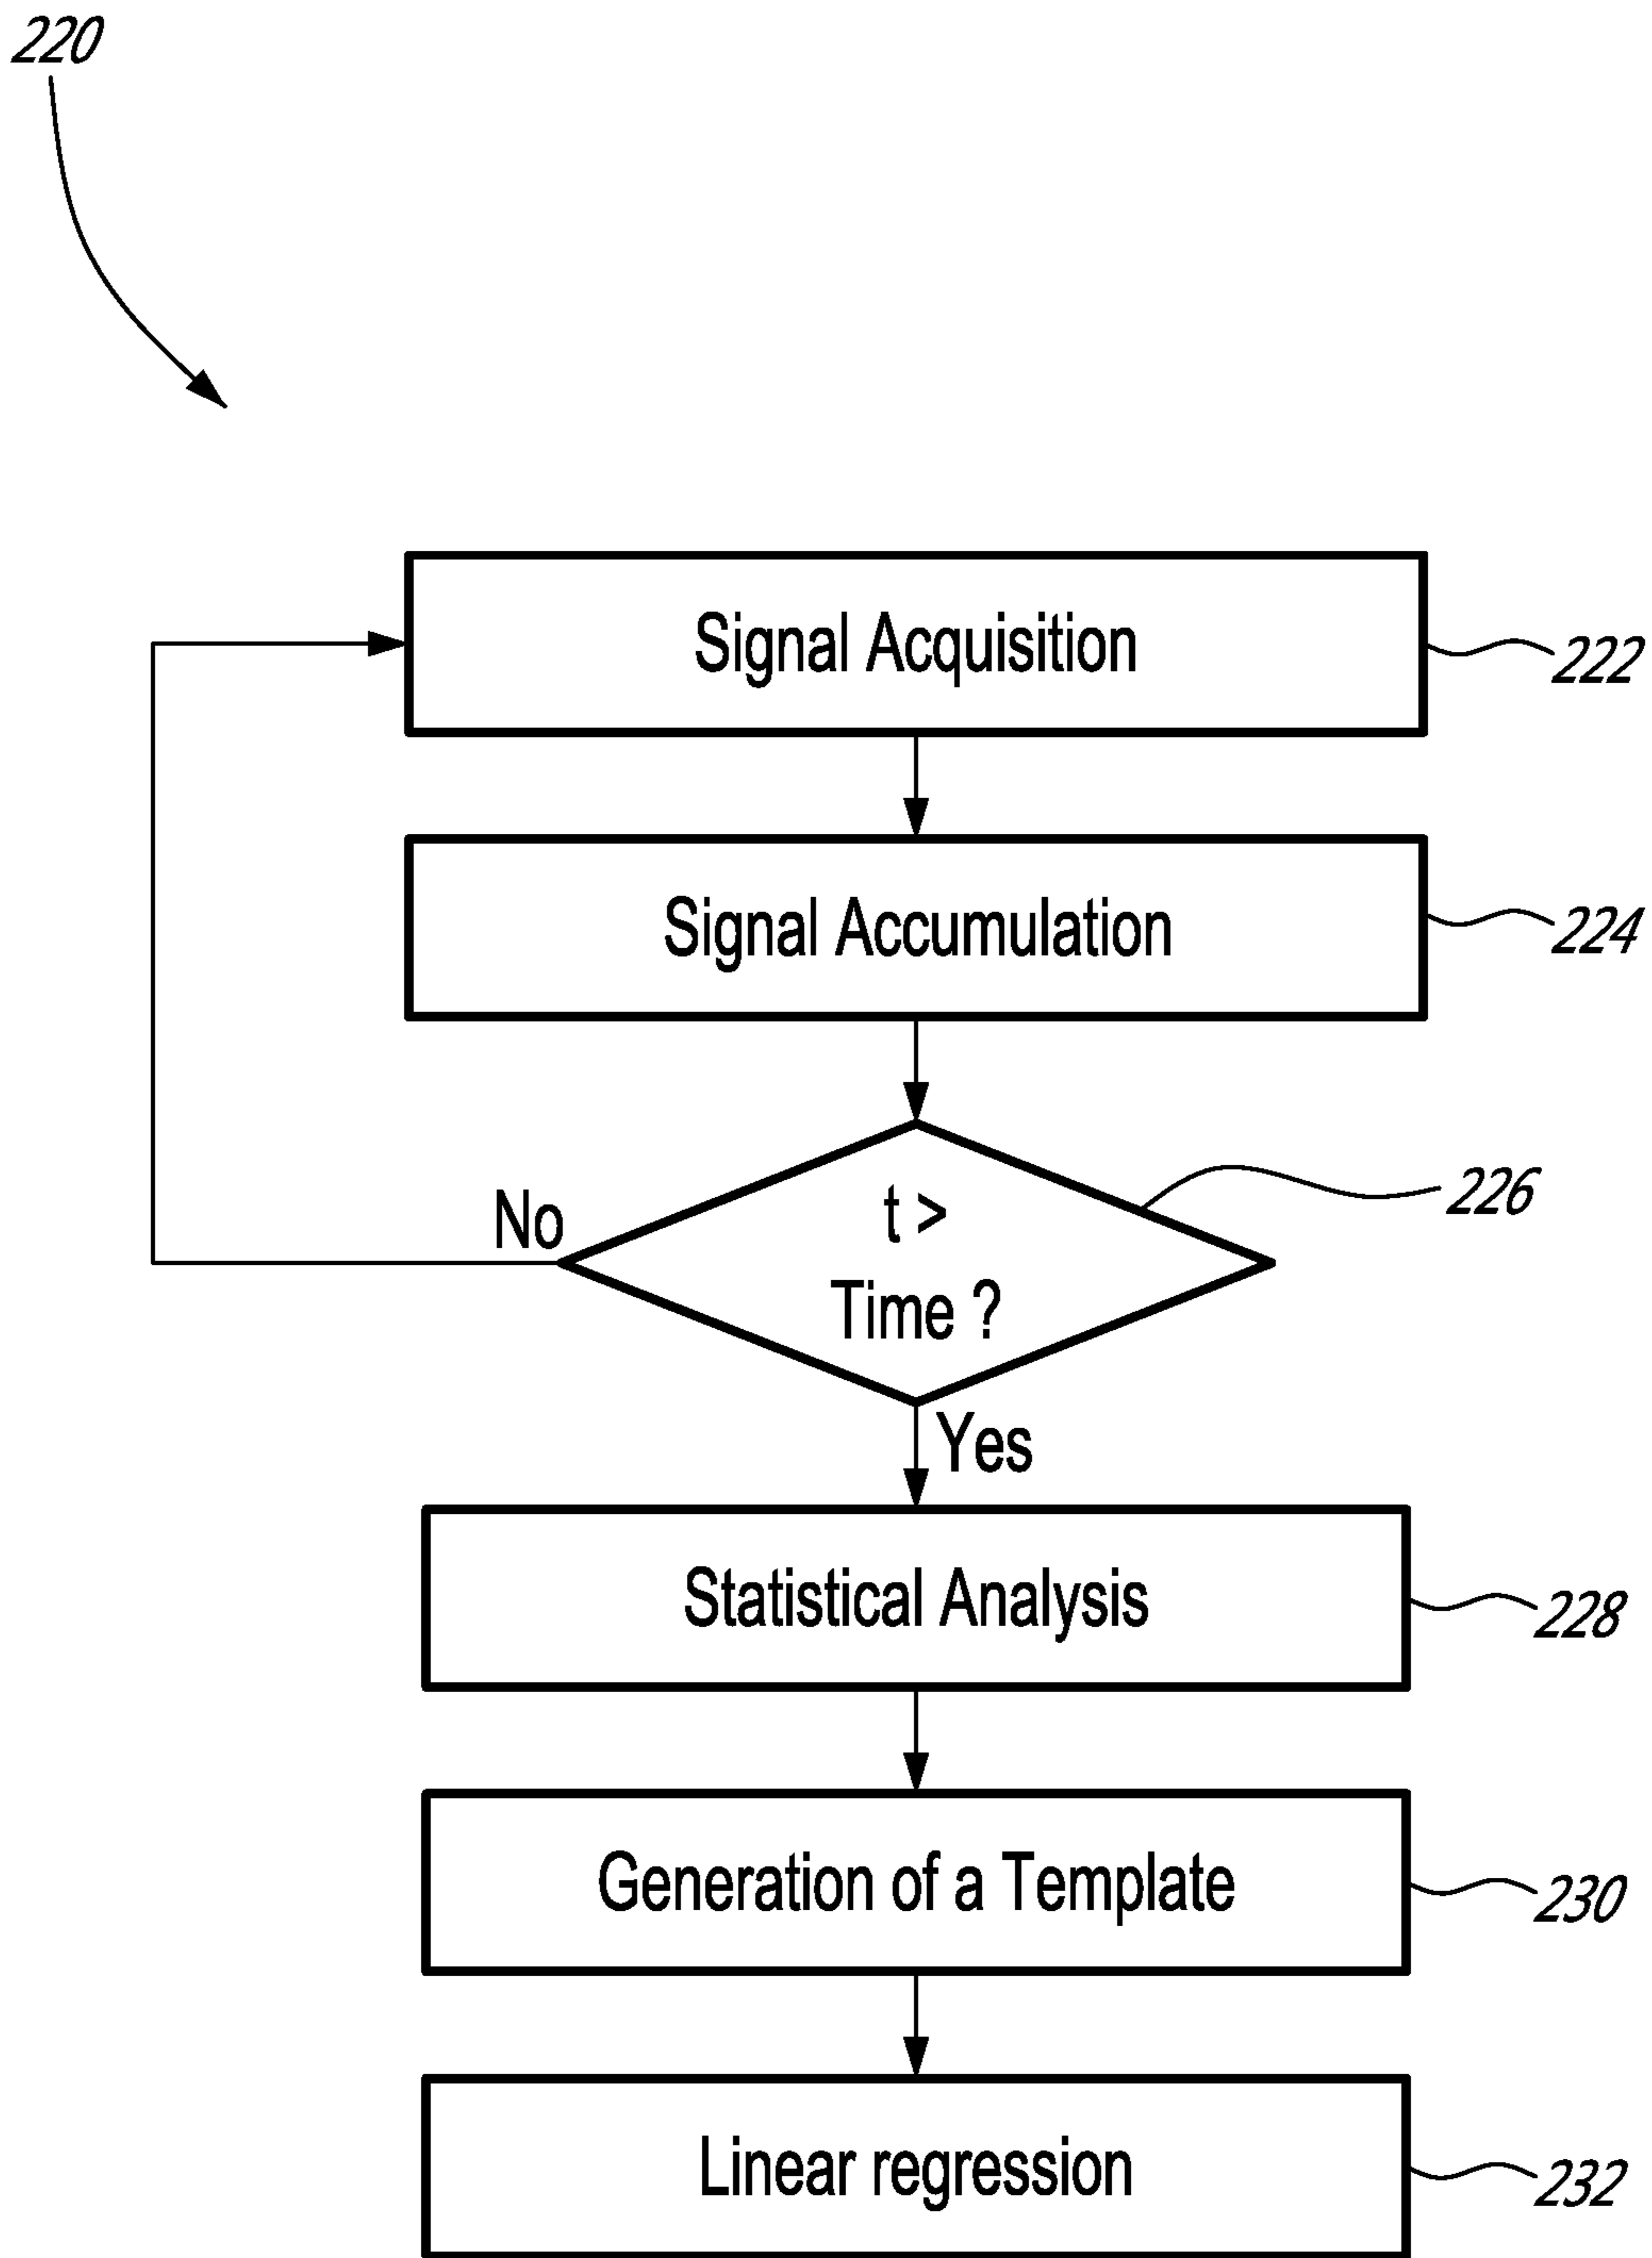 220
Signal Acquisition
222
Signal Accumulation
224
t >
Time ?
226
No
Yes
Statistical Analysis
228
Generation of a Template
230
Linear regression
232